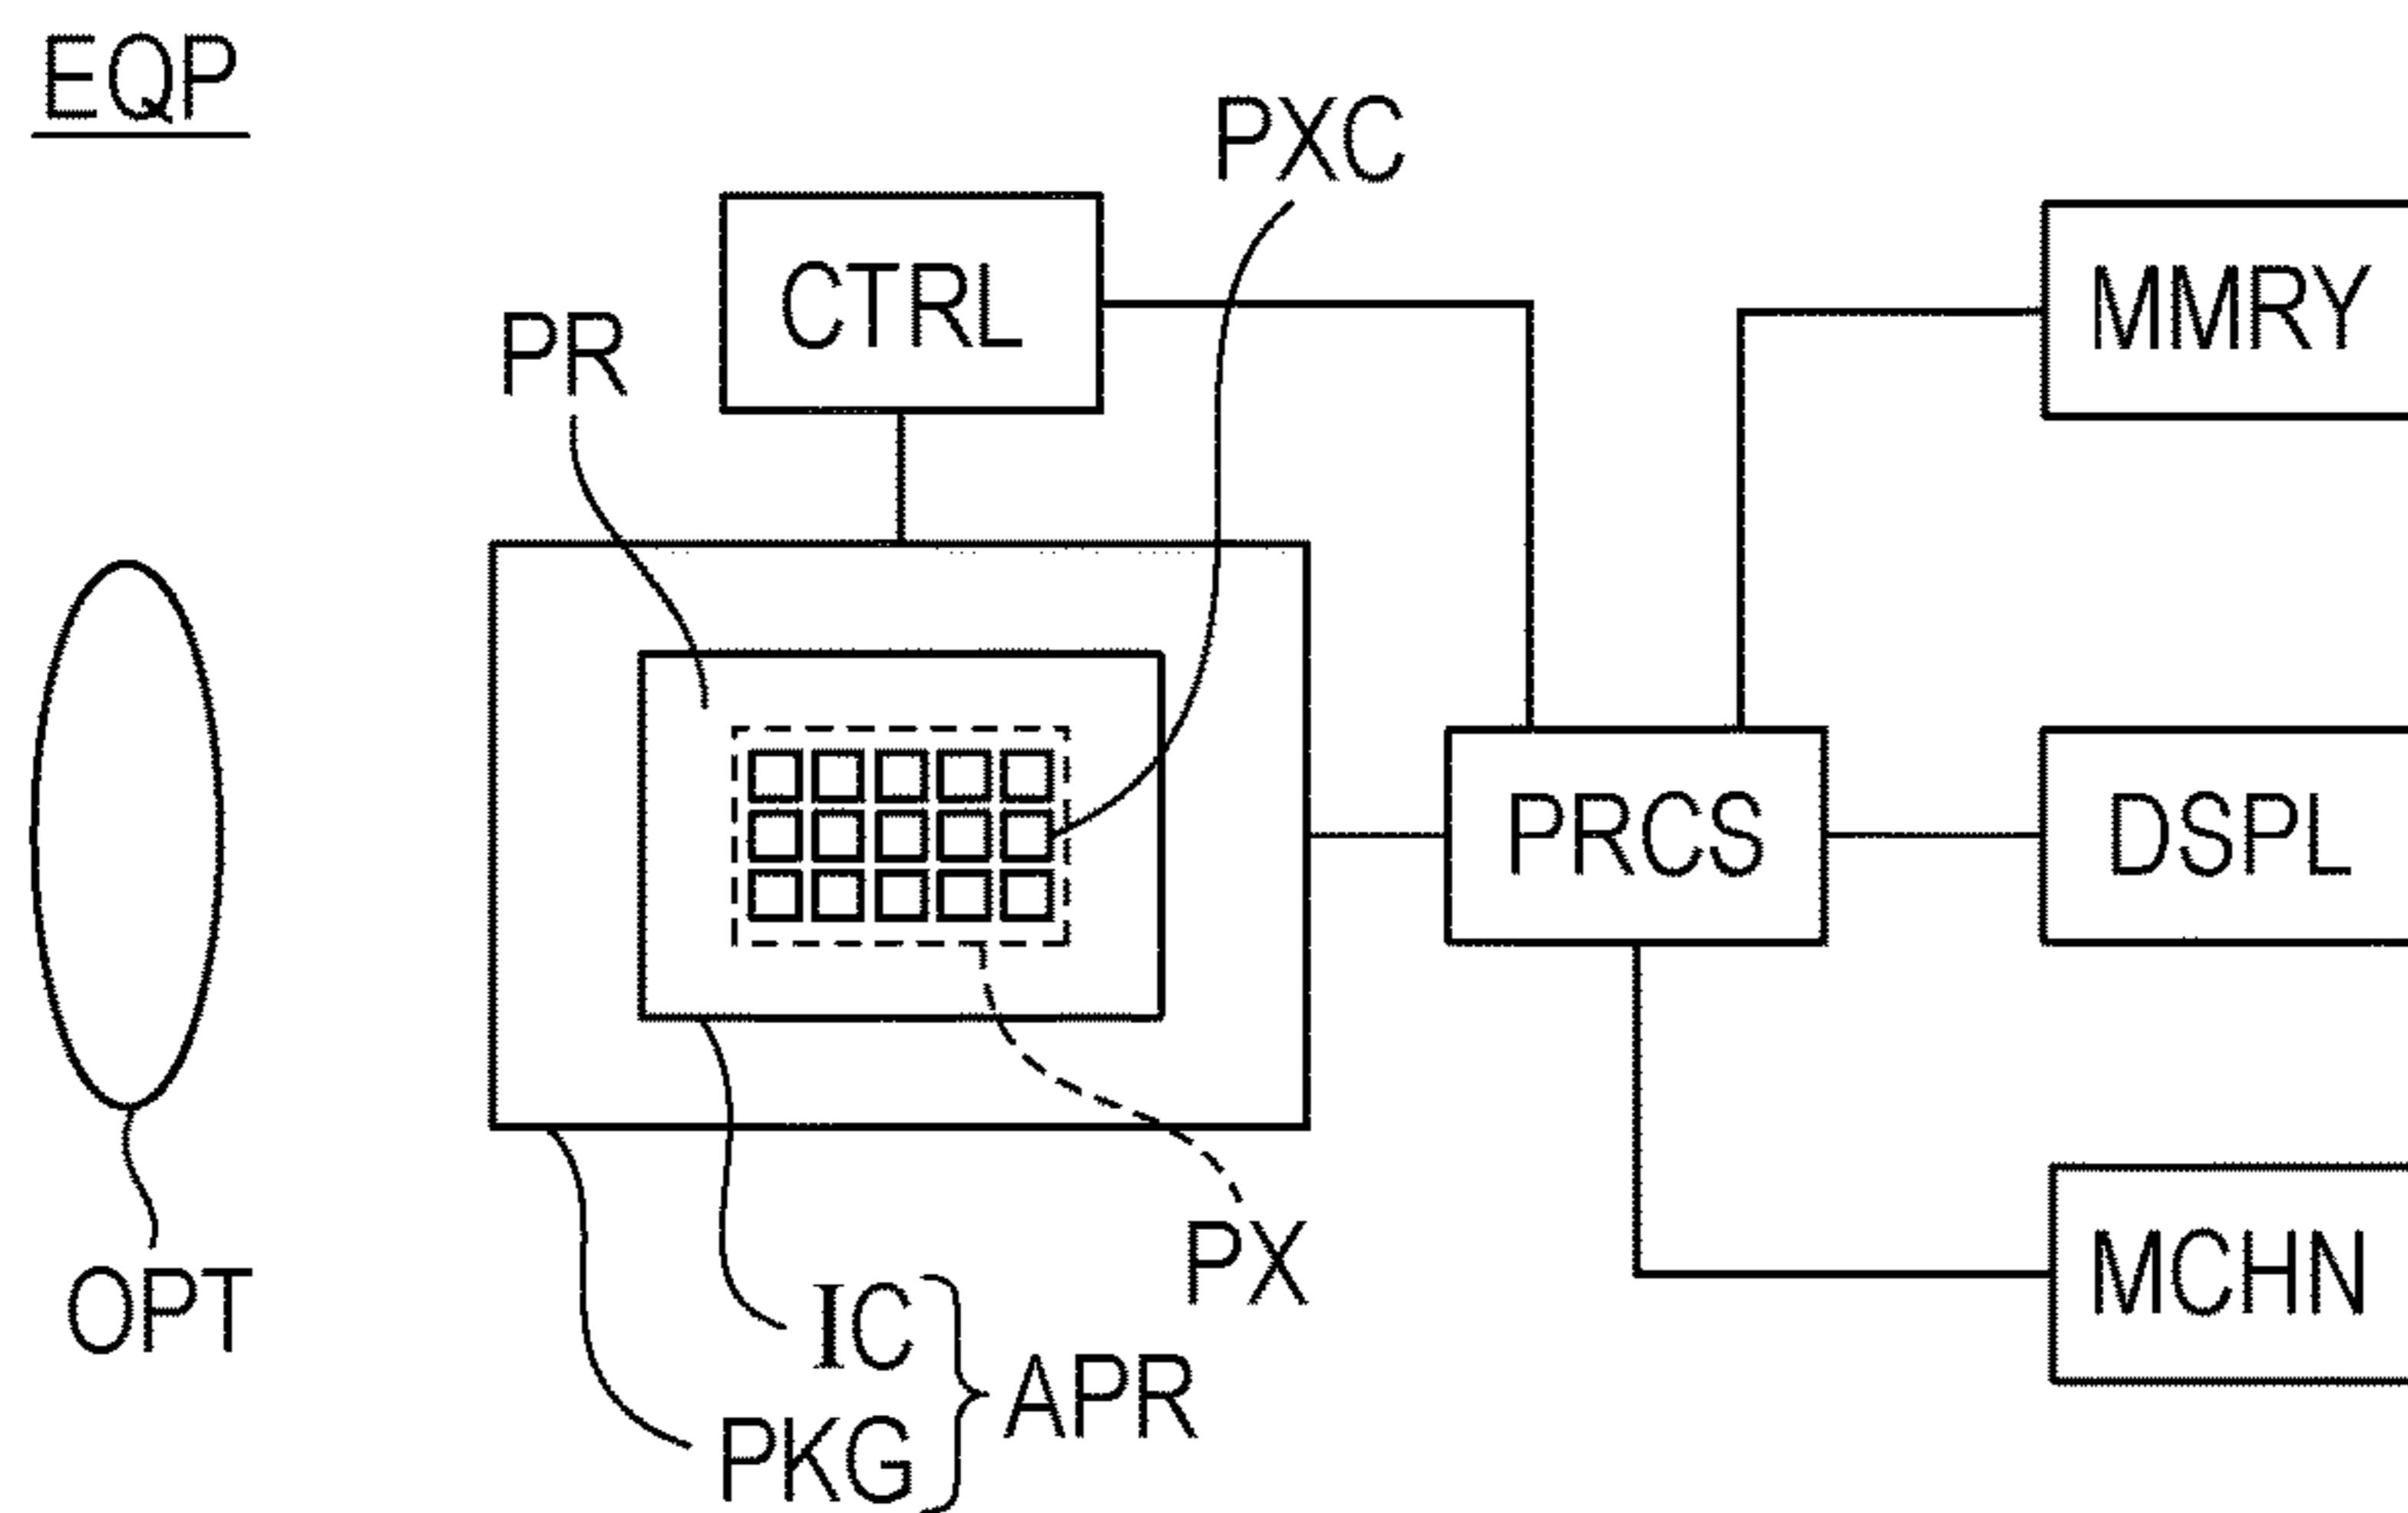 EQP
PXC
CTRL
MMRY
PR
PRCS
DSPL
PX
MCHN
OPT
IC
APR
PKG